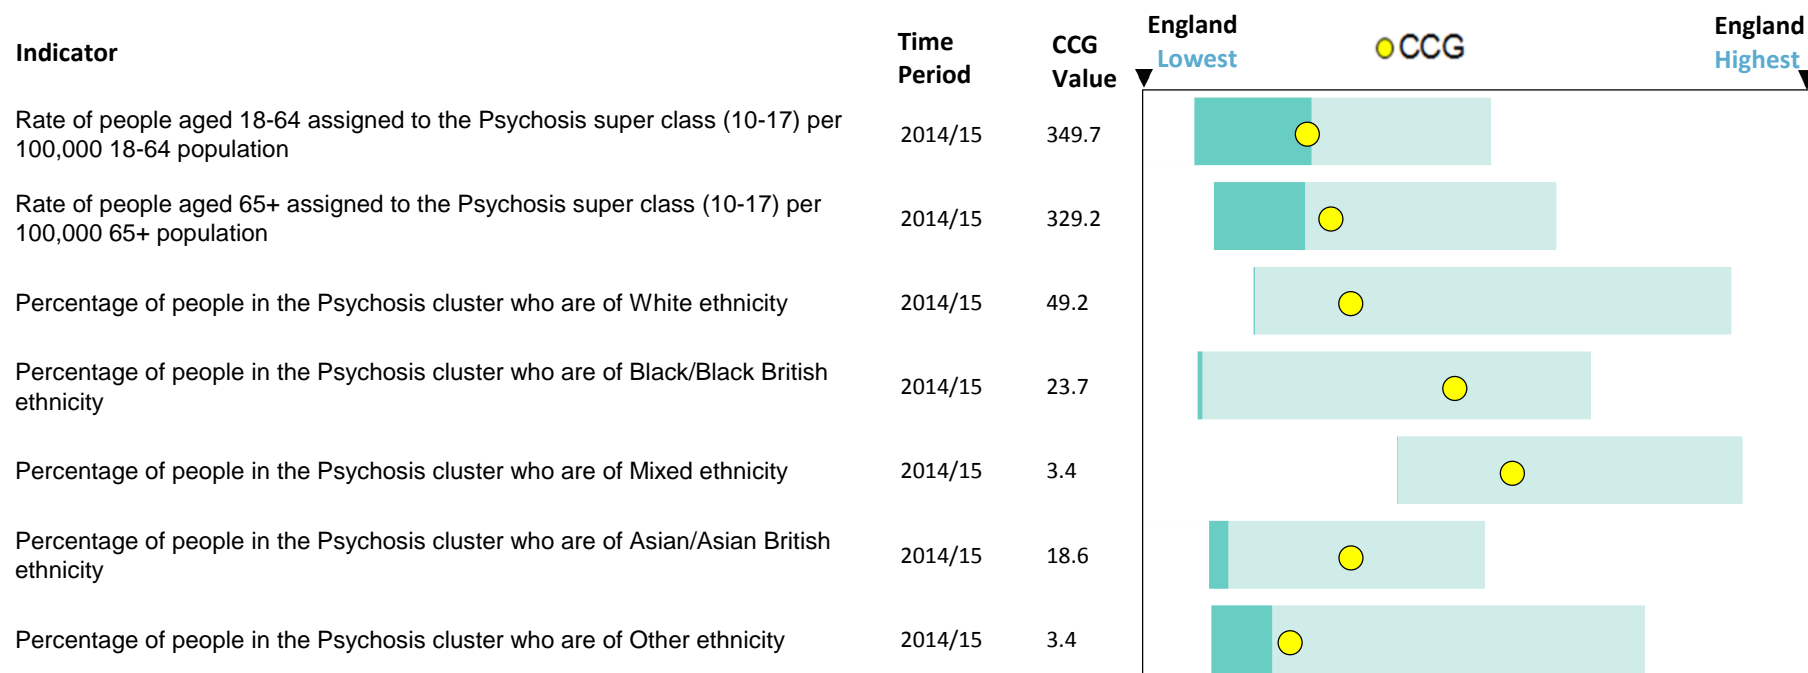 Indicator
Time Period
CCG Value
England Lowest
CCG
England Highest
Rate of people aged 18-64 assigned to the Psychosis super class (10-17) per
100,000 18-64 population
2014/15
349.7
Rate of people aged 65+ assigned to the Psychosis super class (10-17) per
100,000 65+ population
2014/15
329.2
Percentage of people in the Psychosis cluster who are of White ethnicity
2014/15
49.2
Percentage of people in the Psychosis cluster who are of Black/Black British
ethnicity
2014/15
23.7
Percentage of people in the Psychosis cluster who are of Mixed ethnicity
2014/15
3.4
Percentage of people in the Psychosis cluster who are of Asian/Asian British
ethnicity
2014/15
18.6
Percentage of people in the Psychosis cluster who are of Other ethnicity
2014/15
3.4